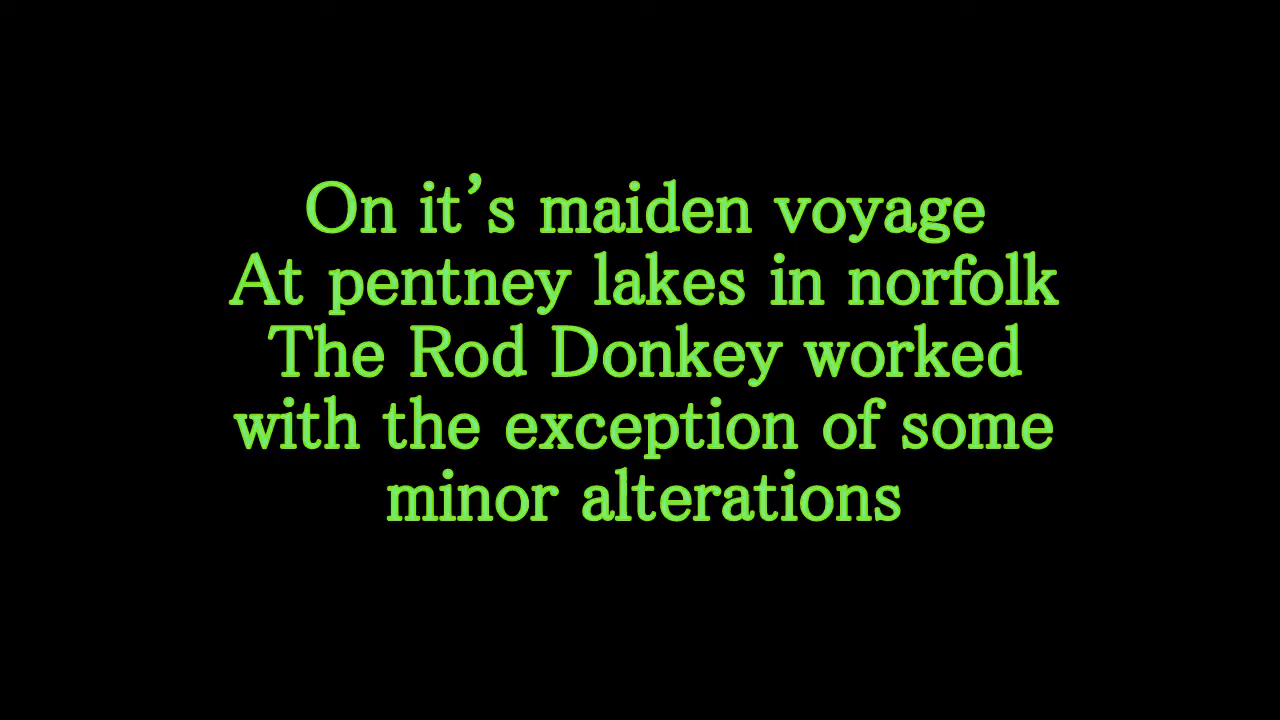 On it’s maiden voyage
At pentney lakes in norfolk
The Rod Donkey worked
with the exception of some
minor alterations